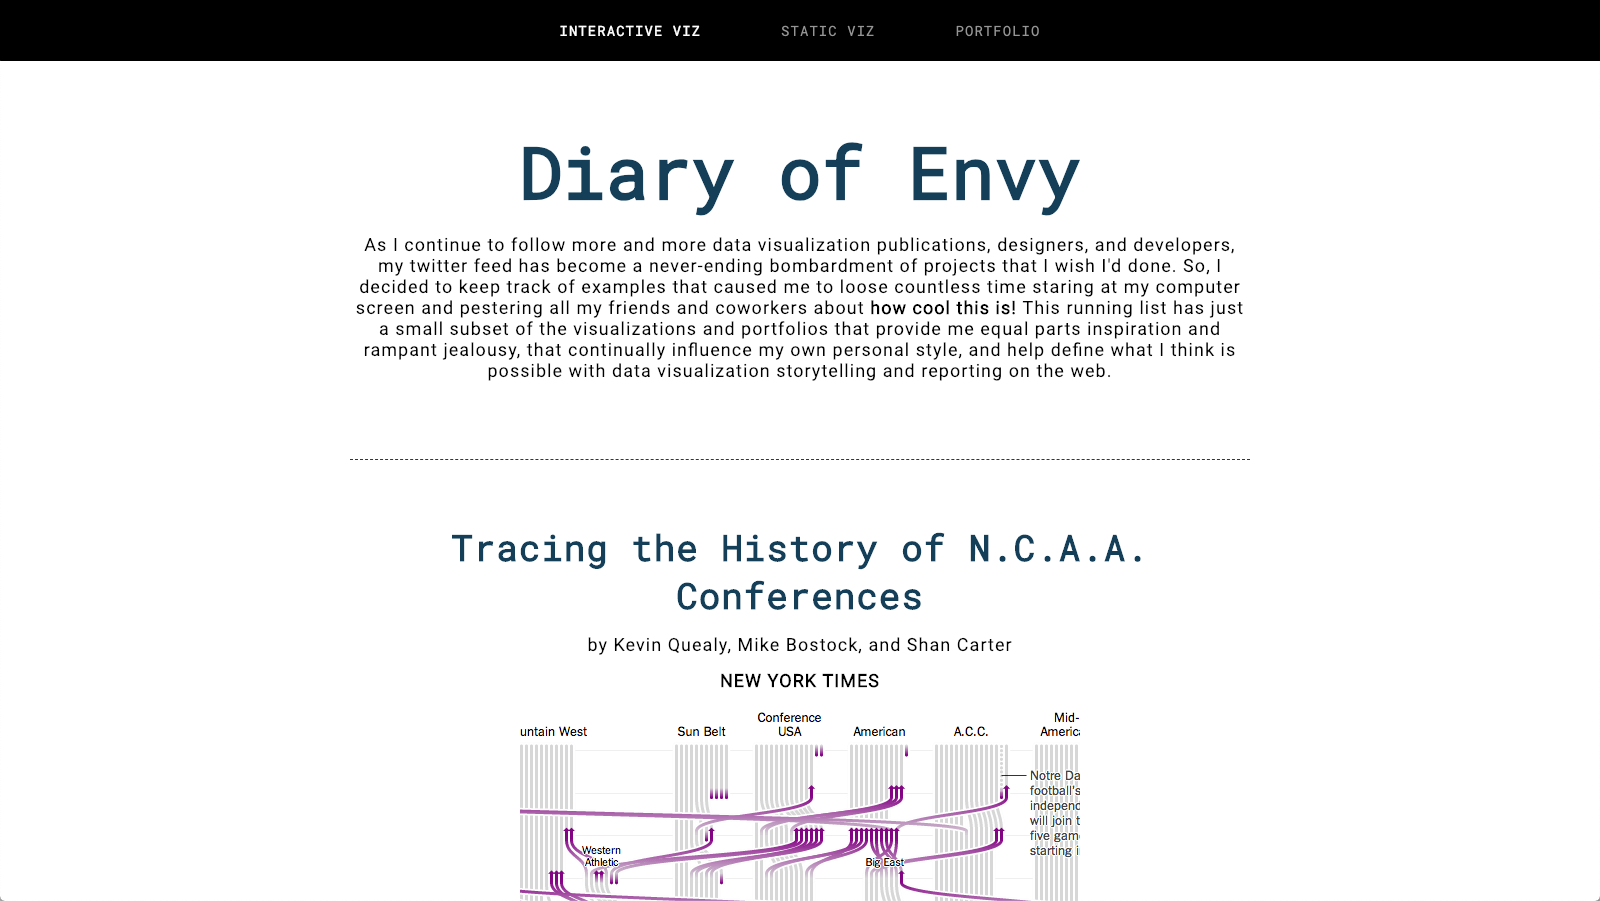 INTERACTIVE VIZ STATIC VIZ PORTFOLIO
Diary of Envy
As I continue to follow more and more data visualization publications, designers, and developers,
my twitter feed has become a never-ending bombardment of projects that I wish I'd done. So, I
decided to keep track of examples that caused me to loose countless time staring at my computer
screen and pestering all my friends and coworkers about how cool this is! This running list has just
a small subset of the visualizations and portfolios that provide me equal parts inspiration and
rampant jealousy, that continually influence my own personal style, and help define what I think is
possible with data visualization storytelling and reporting on the web.
Tracing the History of N.C.A.A.
Conferences
by Kevin Quealy, Mike Bostock, and Shan Carter
NEW YORK TIMES
untain West
Sun Belt
Conference
USA
American
A.C.C.
Mid-
America
Notre Da
football's
independ
will join t
five gam
starting i
Western
Athletic
Big East